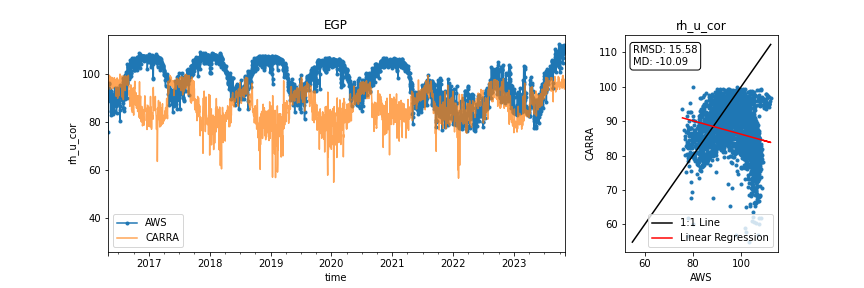 EGP
rh_u_cor
100
80
60
40
rh_u_cor
AWS
CARRA
2017 2018 2019 2020 2021 2022 2023
time
rh_u_cor
RMSD: 15.58
MD: -10.09
110
100
90
80
70
60
CARRA
1:1 Line
Linear Regression
60 80 100
AWS